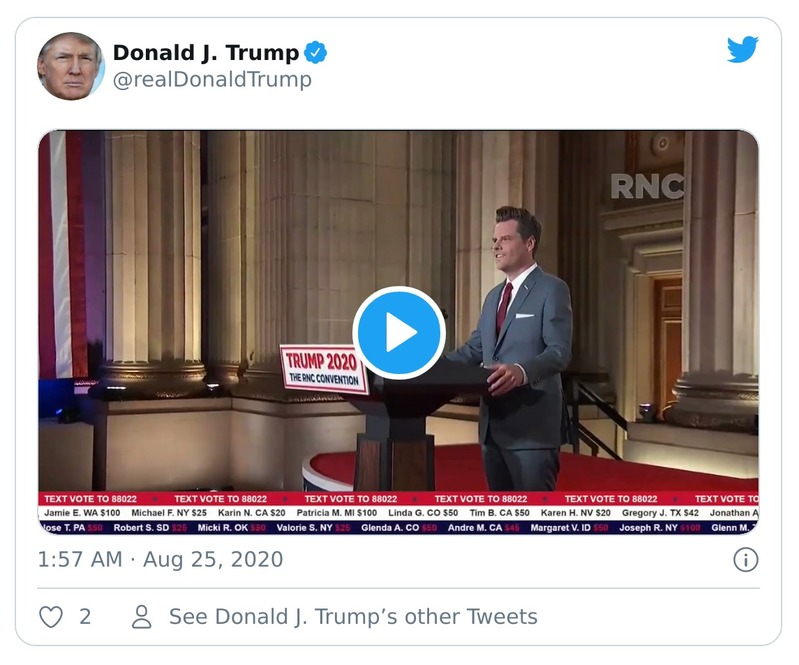 Donald J. Trump
@realDonaldTrump
RNC
TRUMP 2020
THE RNC CONVENTION
TEXT VOTE TO 88022 TEXT VOTE TO 88022 TEXT VOTE TO 88022 TEXT VOTE TO 88022 TEXT VOTE TO 88022 TEXT VOTE TO
Jamie E. WA $100 Michael F. NY $25 Karin N. CA $20 Patricia M. MI $100 Linda G. CO $50 Tim B. CA $50 Karen H. NV $20 Gregory J. TX $42 Jonathan A
Jose T. PA $50 Robert S. SD $25 Micki R. OK $50 Valorie S. NY $25 Glenda A. CO $50 Andre M. CA $45 Margaret V. ID $50 Joseph R. NY $100 Glenn M.
1:57 AM · Aug 25, 2020
2 See Donald J. Trump’s other Tweets